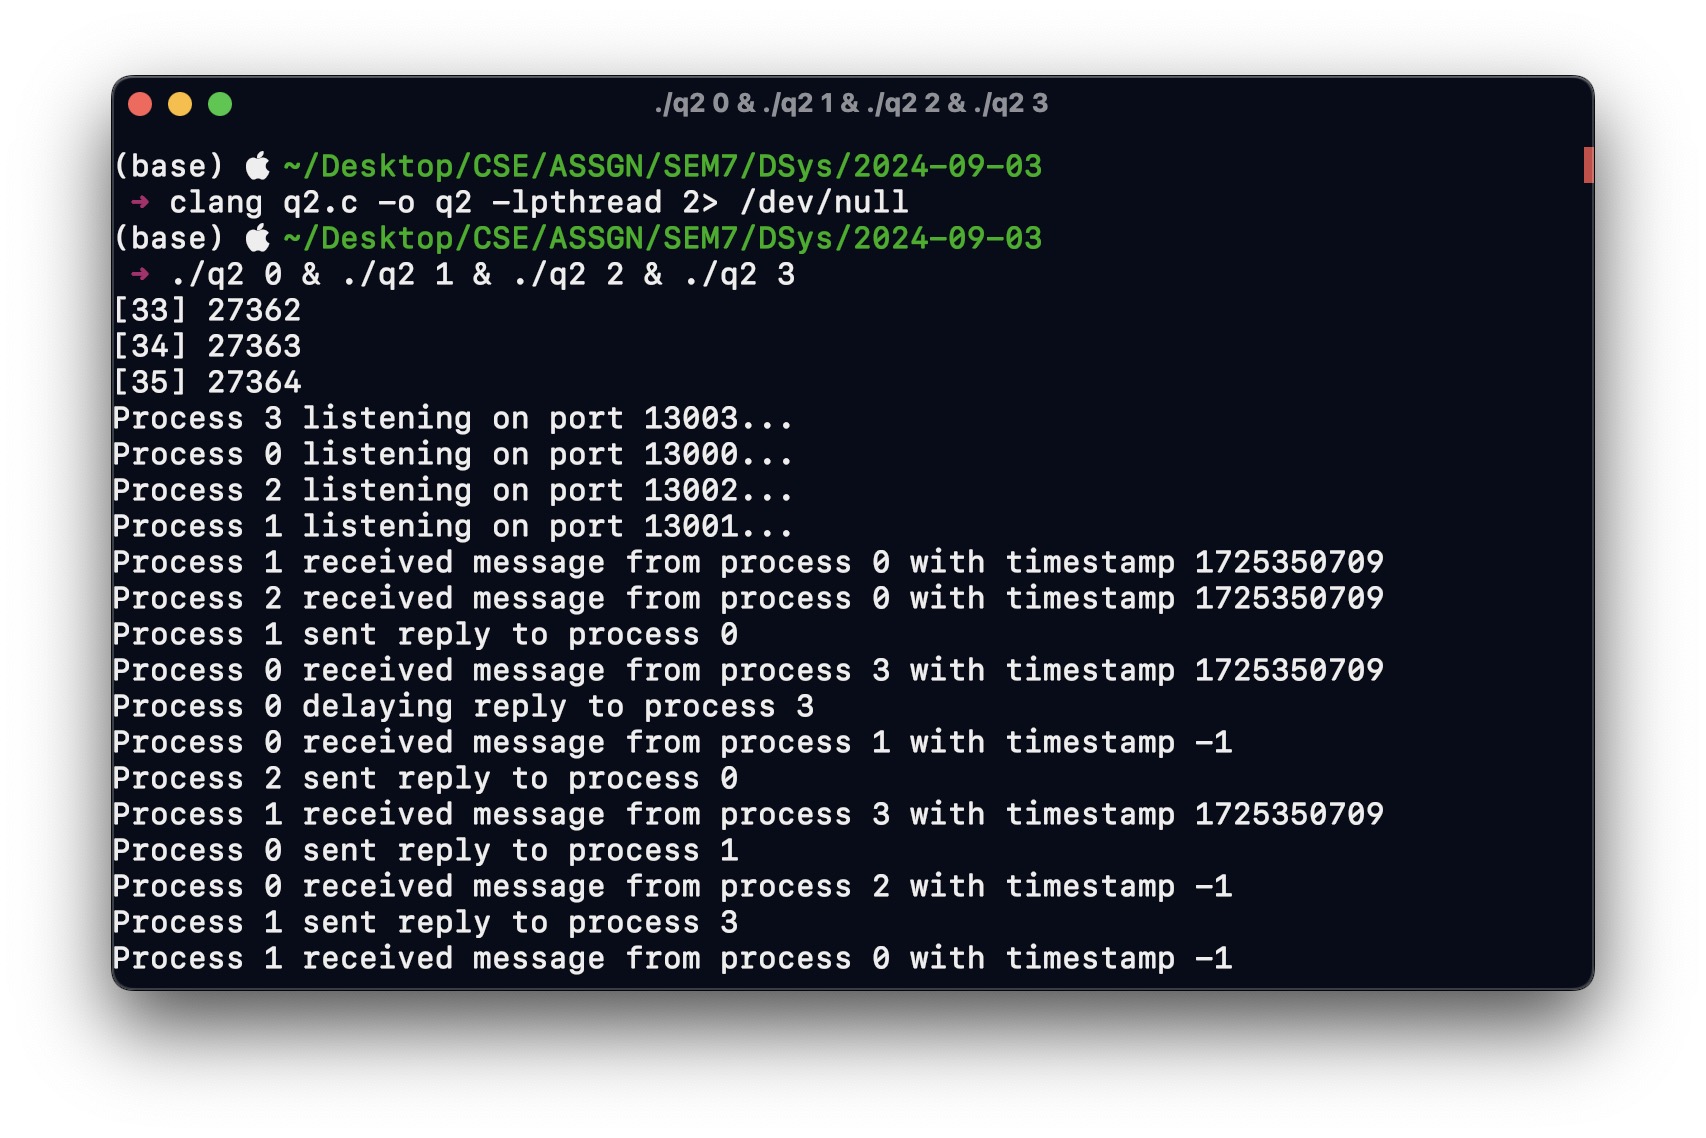 ./q2 0 & ./q2 1 & ./q2 2 & ./q2 3
(base)  ~/Desktop/CSE/ASSGN/SEM7/DSys/2024-09-03
➜ clang q2.c -o q2 -lpthread 2> /dev/null
(base)  ~/Desktop/CSE/ASSGN/SEM7/DSys/2024-09-03
➜ ./q2 0 & ./q2 1 & ./q2 2 & ./q2 3
[33] 27362
[34] 27363
[35] 27364
Process 3 listening on port 13003...
Process 0 listening on port 13000...
Process 2 listening on port 13002...
Process 1 listening on port 13001...
Process 1 received message from process 0 with timestamp 1725350709
Process 2 received message from process 0 with timestamp 1725350709
Process 1 sent reply to process 0
Process 0 received message from process 3 with timestamp 1725350709
Process 0 delaying reply to process 3
Process 0 received message from process 1 with timestamp -1
Process 2 sent reply to process 0
Process 1 received message from process 3 with timestamp 1725350709
Process 0 sent reply to process 1
Process 0 received message from process 2 with timestamp -1
Process 1 sent reply to process 3
Process 1 received message from process 0 with timestamp -1